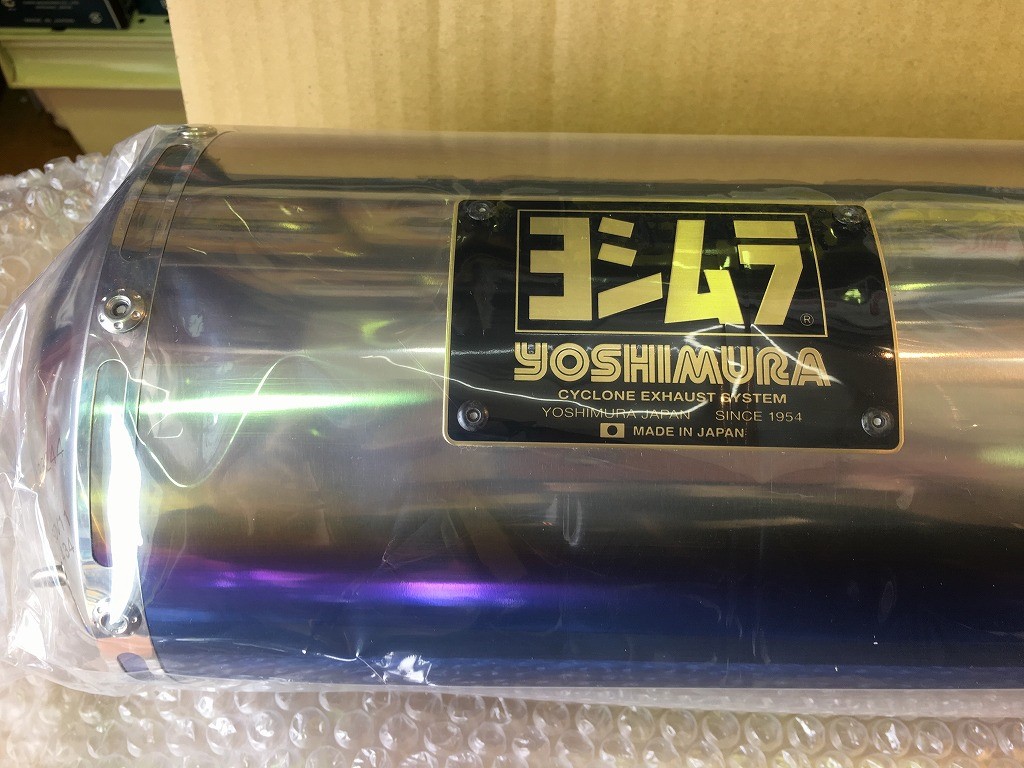 ヨシムラ
®
YOSHIMURA
CYCLONE EXHAUST SYSTEM
YOSHIMURA JAPAN SINCE 1954
MADE IN JAPAN